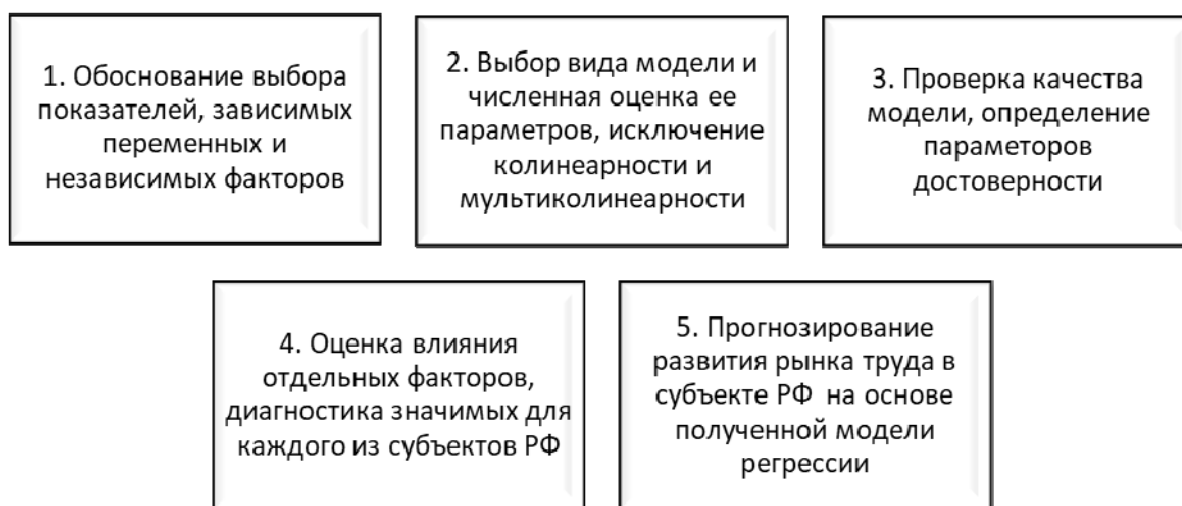 1. Обоснование выбора
показателей, зависимых
переменных и
независимых факторов
2. Выбор вида модели и
численная оценка ее
параметров, исключение
колинеарности и
мультиколинеарности
3. Проверка качества
модели, определение
параметоров
достоверности
4. Оценка влияния
отдельных факторов,
диагностика значимых для
каждого из субъектов РФ
5. Прогнозирование
развития рынка труда в
субъекте РФ на основе
полученной модели
регрессии